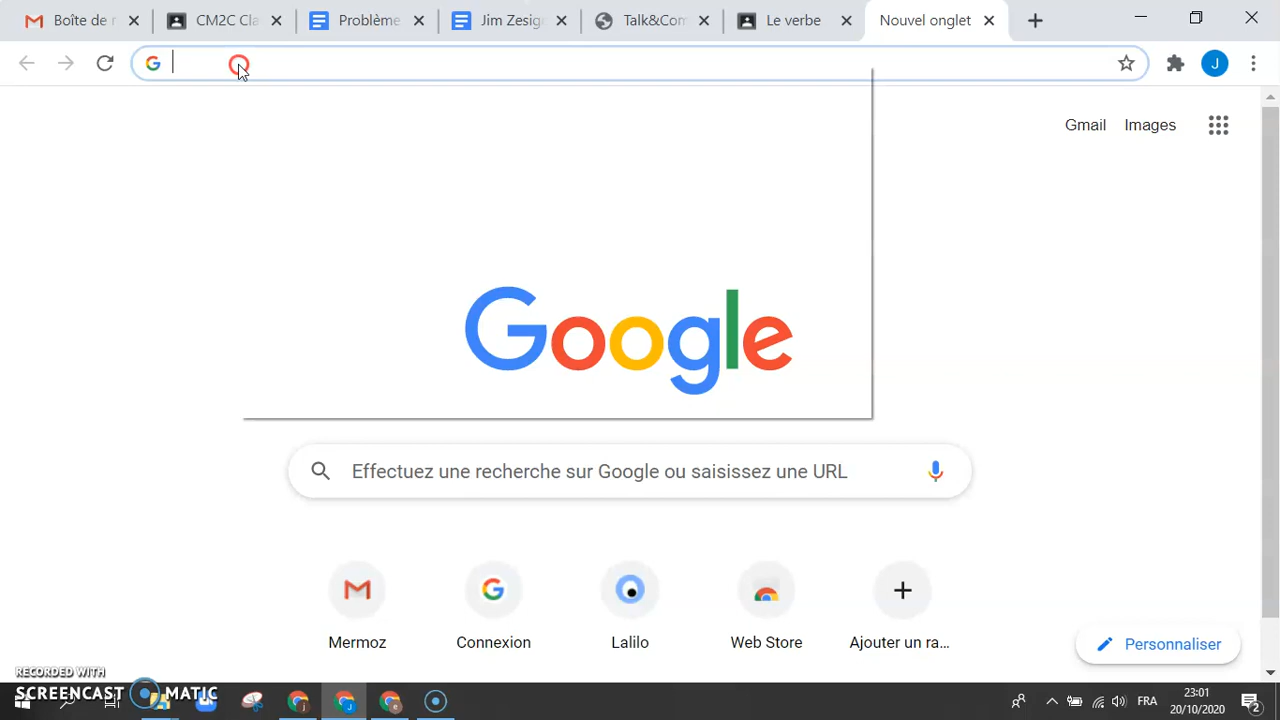 Boîte de r
CM2C Cla
Problème
Jim Zesig
Talk&Com
Le verbe
Nouvel onglet
J
Gmail
Images
Google
Effectuez une recherche sur Google ou saisissez une URL
Mermoz
Connexion
Lalilo
Web Store
Ajouter un ra...
Personnaliser
RECORDED WITH
SCREENCAST MATIC
FRA
23:01
20/10/2020
2